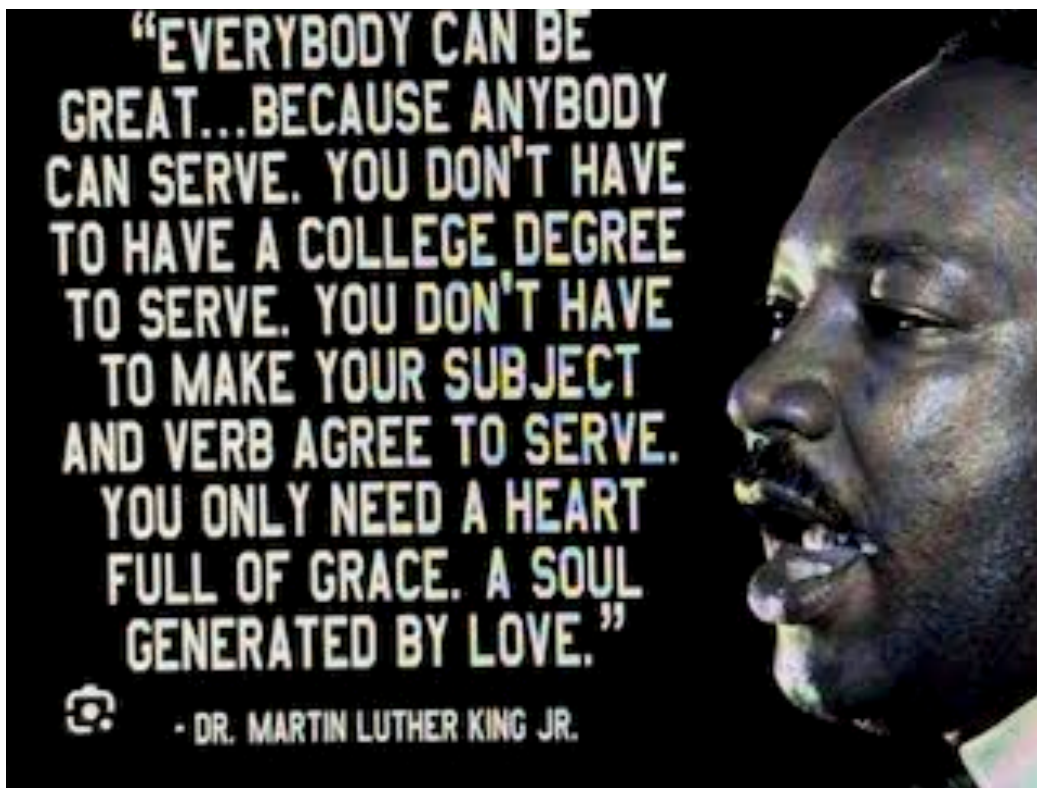 “EVERYBODY CAN BE
GREAT...BECAUSE ANYBODY
CAN SERVE. YOU DON'T HAVE
TO HAVE A COLLEGE DEGREE
TO SERVE. YOU DON'T HAVE
TO MAKE YOUR SUBJECT
AND VERB AGREE TO SERVE.
YOU ONLY NEED A HEART
FULL OF GRACE. A SOUL
GENERATED BY LOVE.”
- DR. MARTIN LUTHER KING JR.